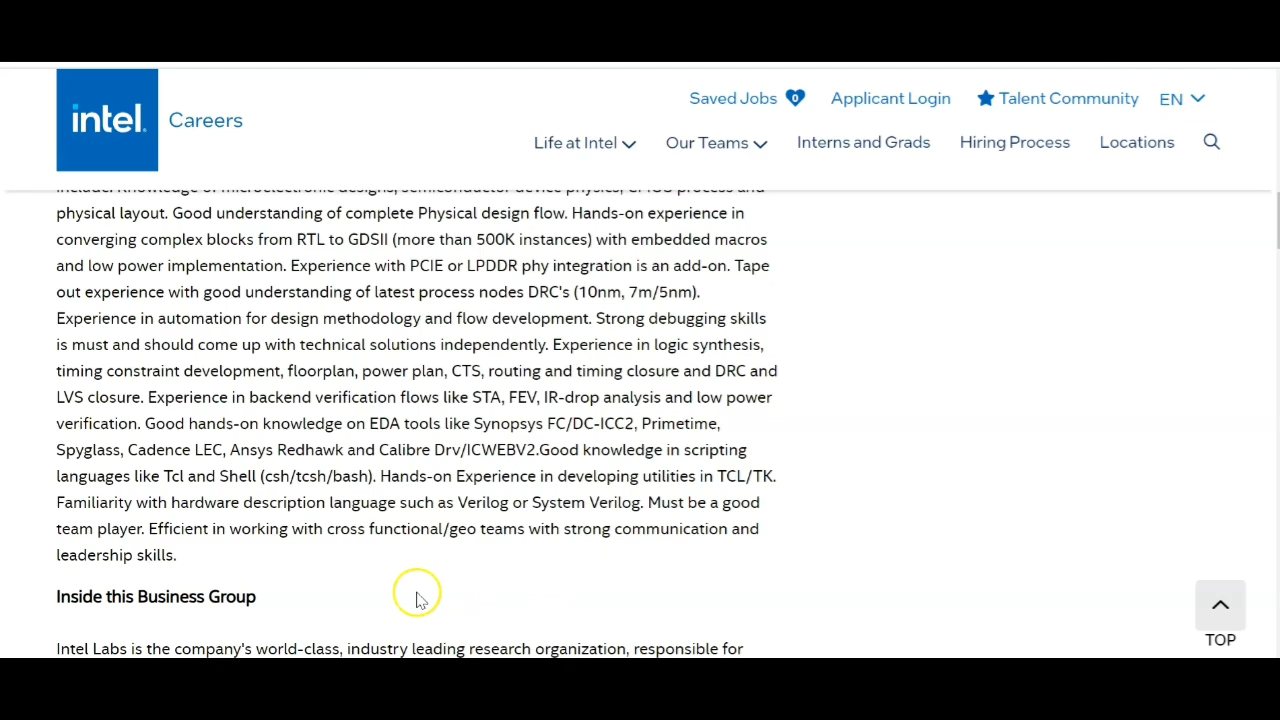 intel.
Careers
Saved Jobs 0 Applicant Login Talent Community EN
Life at Intel Our Teams Interns and Grads Hiring Process Locations
include: Knowledge of microelectronic designs, semiconductor device physics, CMOS process and
physical layout. Good understanding of complete Physical design flow. Hands-on experience in
converging complex blocks from RTL to GDSII (more than 500K instances) with embedded macros
and low power implementation. Experience with PCIE or LPDDR phy integration is an add-on. Tape
out experience with good understanding of latest process nodes DRC's (10nm, 7m/5nm).
Experience in automation for design methodology and flow development. Strong debugging skills
is must and should come up with technical solutions independently. Experience in logic synthesis,
timing constraint development, floorplan, power plan, CTS, routing and timing closure and DRC and
LVS closure. Experience in backend verification flows like STA, FEV, IR-drop analysis and low power
verification. Good hands-on knowledge on EDA tools like Synopsys FC/DC-ICC2, Primetime,
Spyglass, Cadence LEC, Ansys Redhawk and Calibre Drv/ICWEBV2.Good knowledge in scripting
languages like Tcl and Shell (csh/tcsh/bash). Hands-on Experience in developing utilities in TCL/TK.
Familiarity with hardware description language such as Verilog or System Verilog. Must be a good
team player. Efficient in working with cross functional/geo teams with strong communication and
leadership skills.
Inside this Business Group
Intel Labs is the company's world-class, industry leading research organization, responsible for
TOP